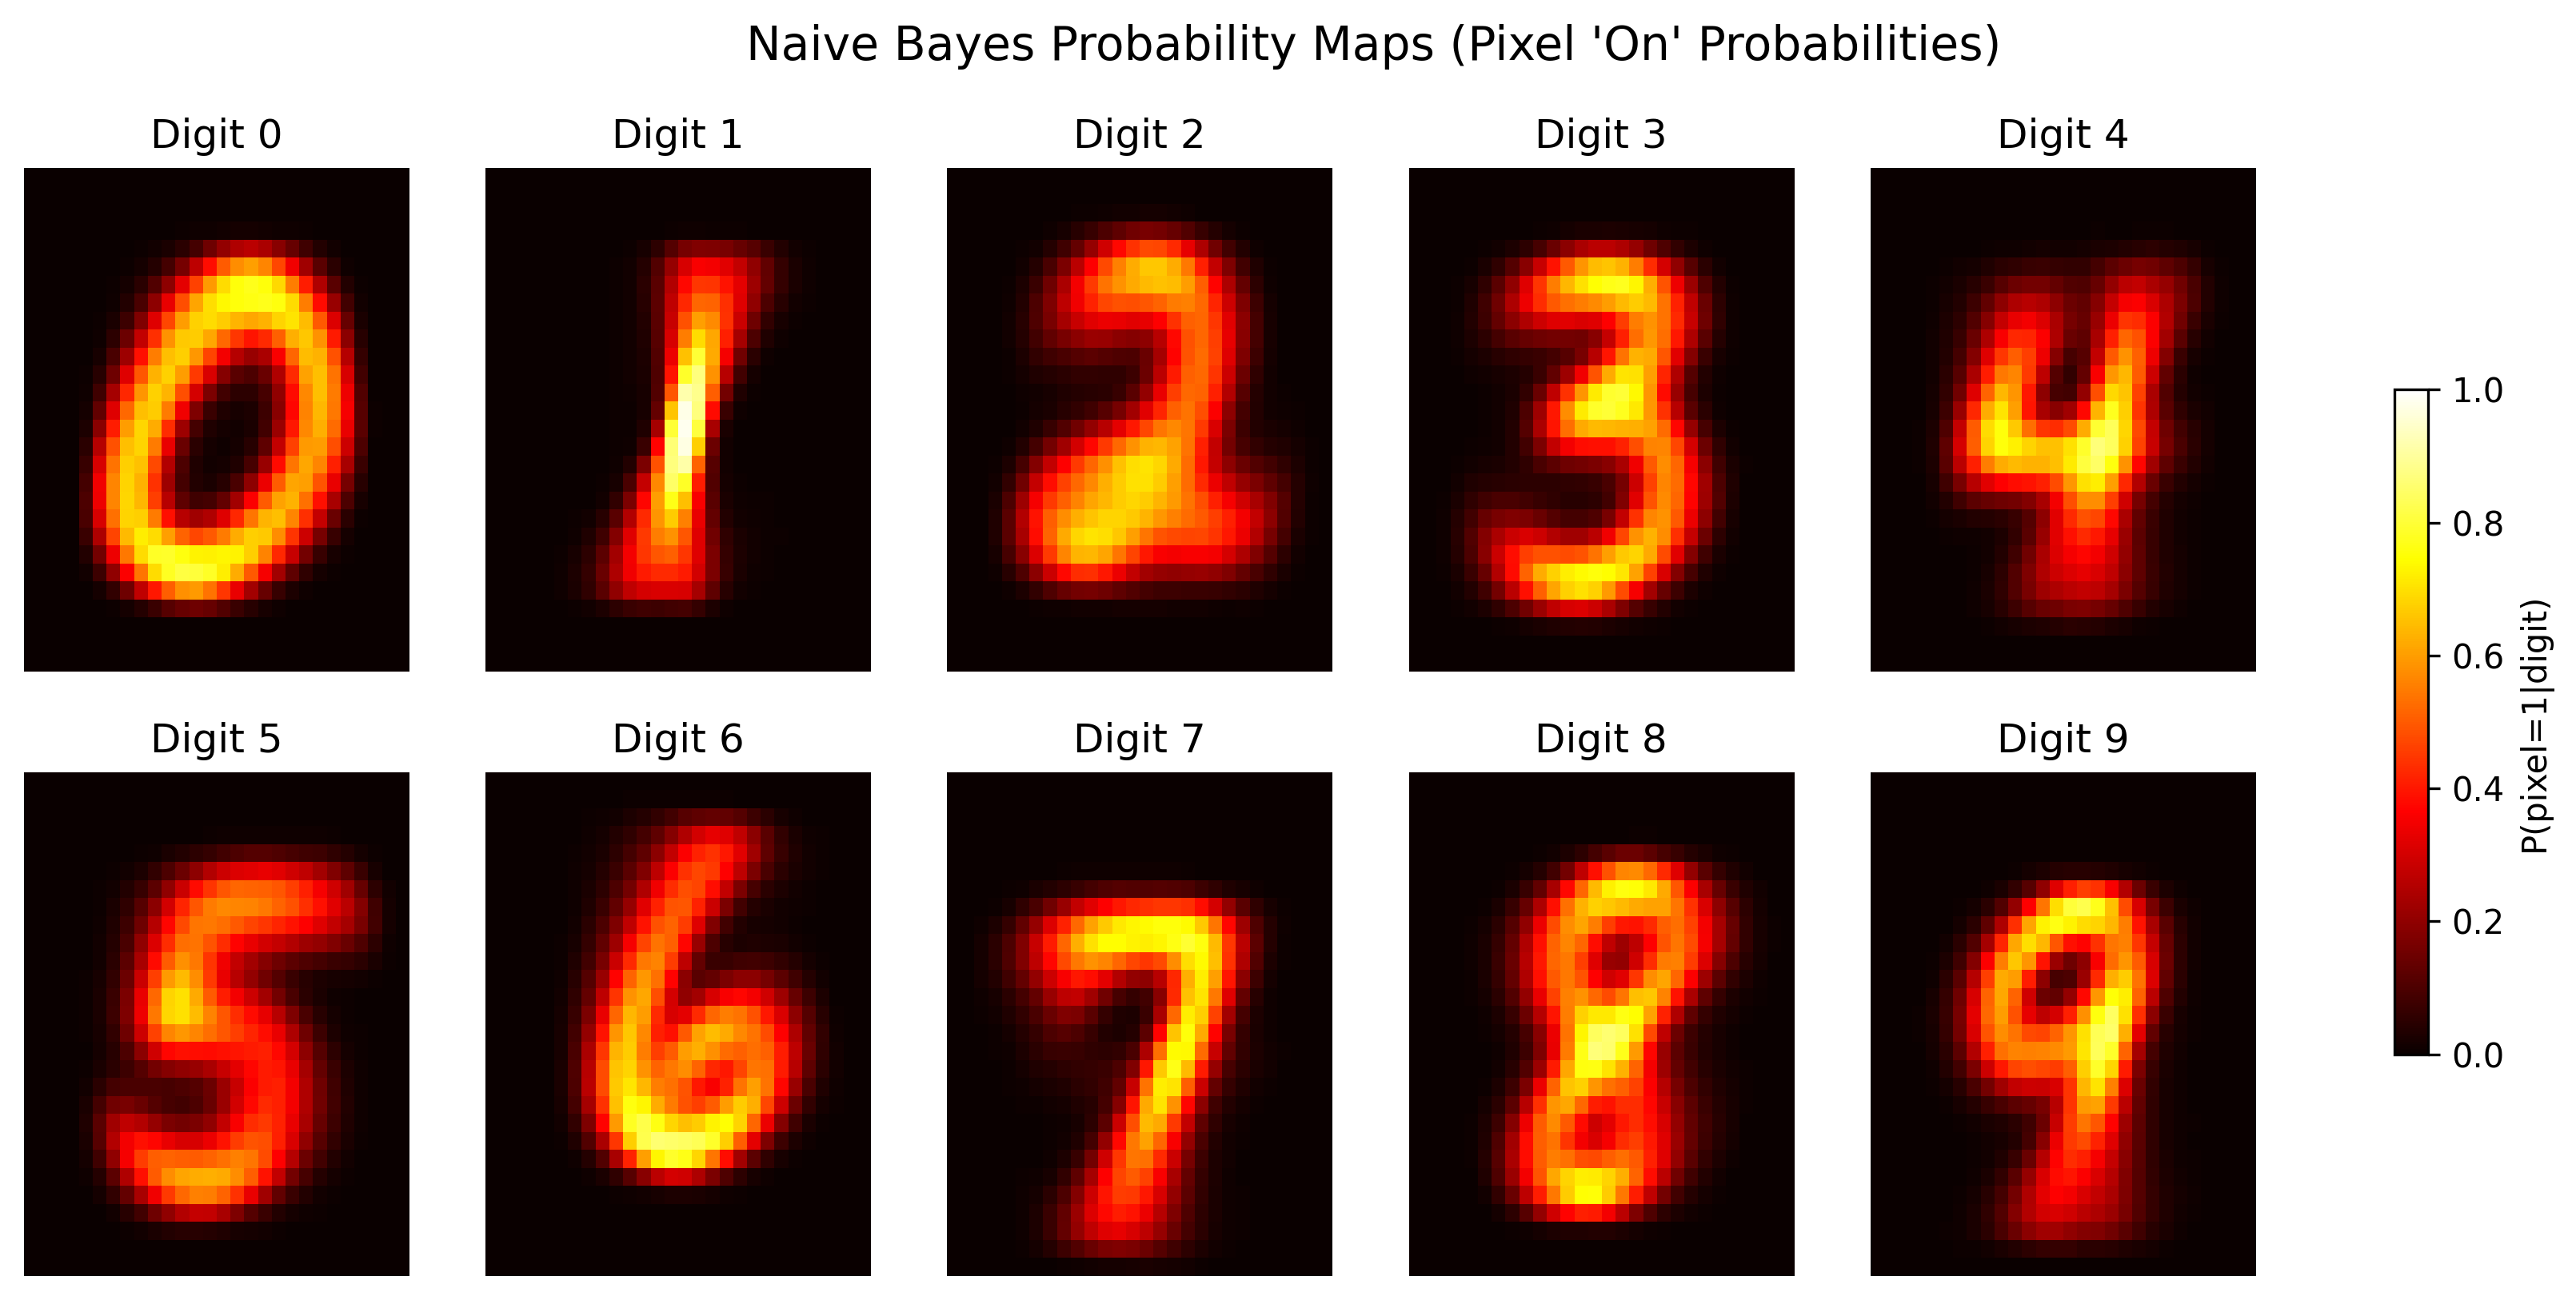 Naive Bayes Probability Maps (Pixel 'On' Probabilities)
Digit 0
Digit 1
Digit 2
Digit 3
Digit 4
Digit 5
Digit 6
Digit 7
Digit 8
Digit 9
1.0
0.8
0.6
0.4
0.2
0.0
P(pixel=1|digit)